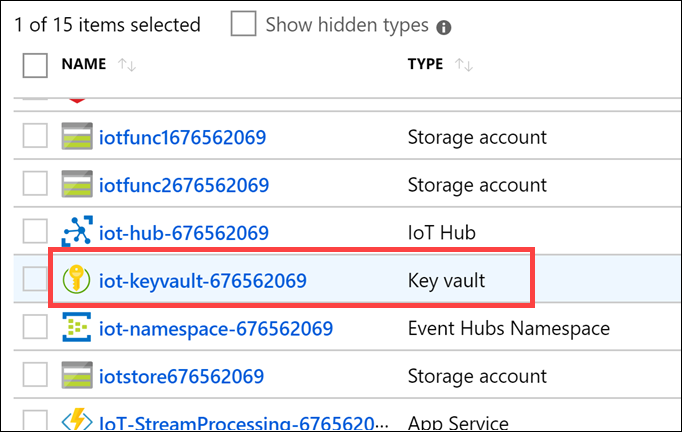 1 of 15 items selected Show hidden types
NAME TYPE
iotfunc1676562069 Storage account
iotfunc2676562069 Storage account
iot-hub-676562069 IoT Hub
iot-keyvault-676562069 Key vault
iot-namespace-676562069 Event Hubs Namespace
iotstore676562069 Storage account
IoT-StreamProcessing-6765620... App Service